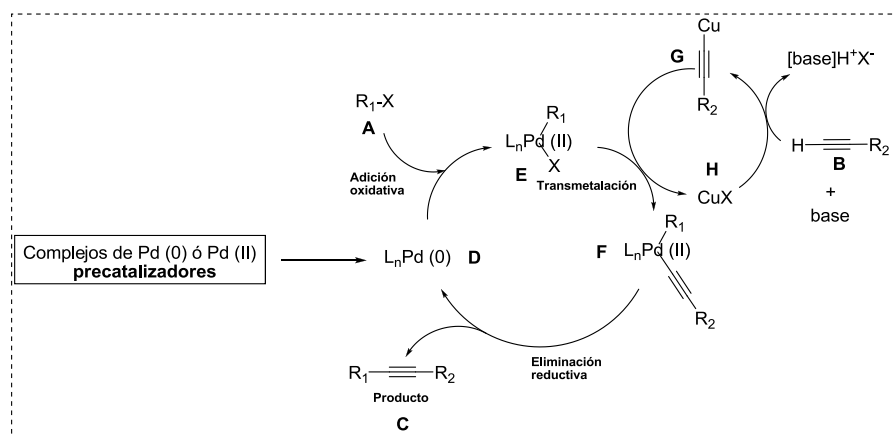 Cu
G
[base]H⁺X⁻
R₂
R₁-X
A
R₁
LₙPd (II)
X
E
Adición
oxidativa
Transmetalación
H
CuX
H
R₂
B
+
base
Complejos de Pd (0) ó Pd (II)
precatalizadores
LₙPd (0)
D
F
R₁
LₙPd (II)
R₂
Eliminación
reductiva
R₁
R₂
Producto
C